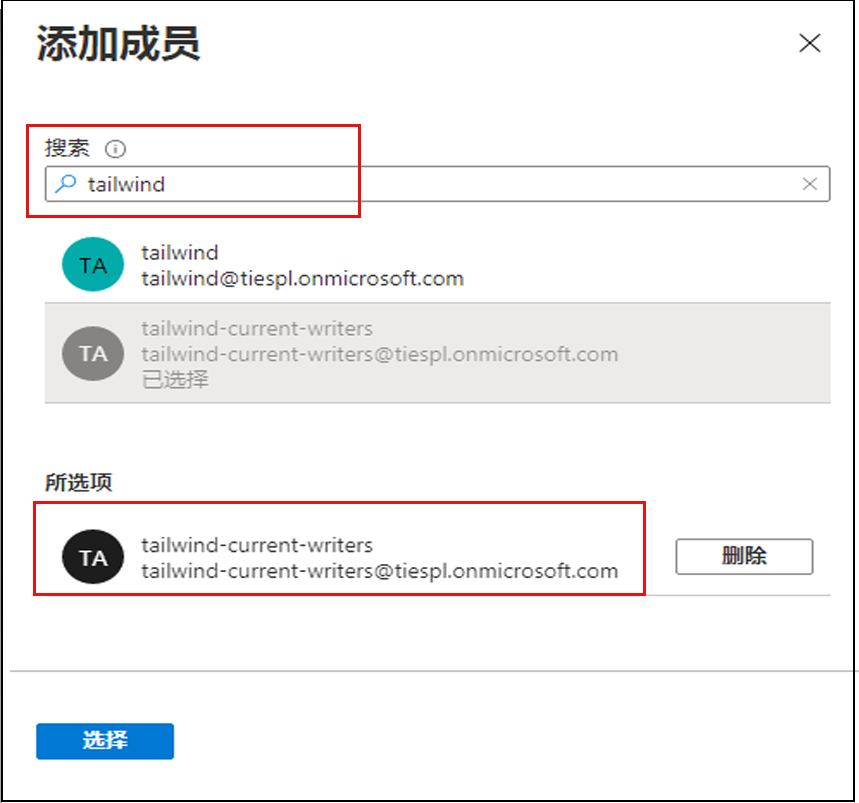 添加成员
搜索
tailwind
TA
tailwind
tailwind@tiespl.onmicrosoft.com
TA
tailwind-current-writers
tailwind-current-writers@tiespl.onmicrosoft.com
已选择
所选项
TA
tailwind-current-writers
tailwind-current-writers@tiespl.onmicrosoft.com
删除
选择